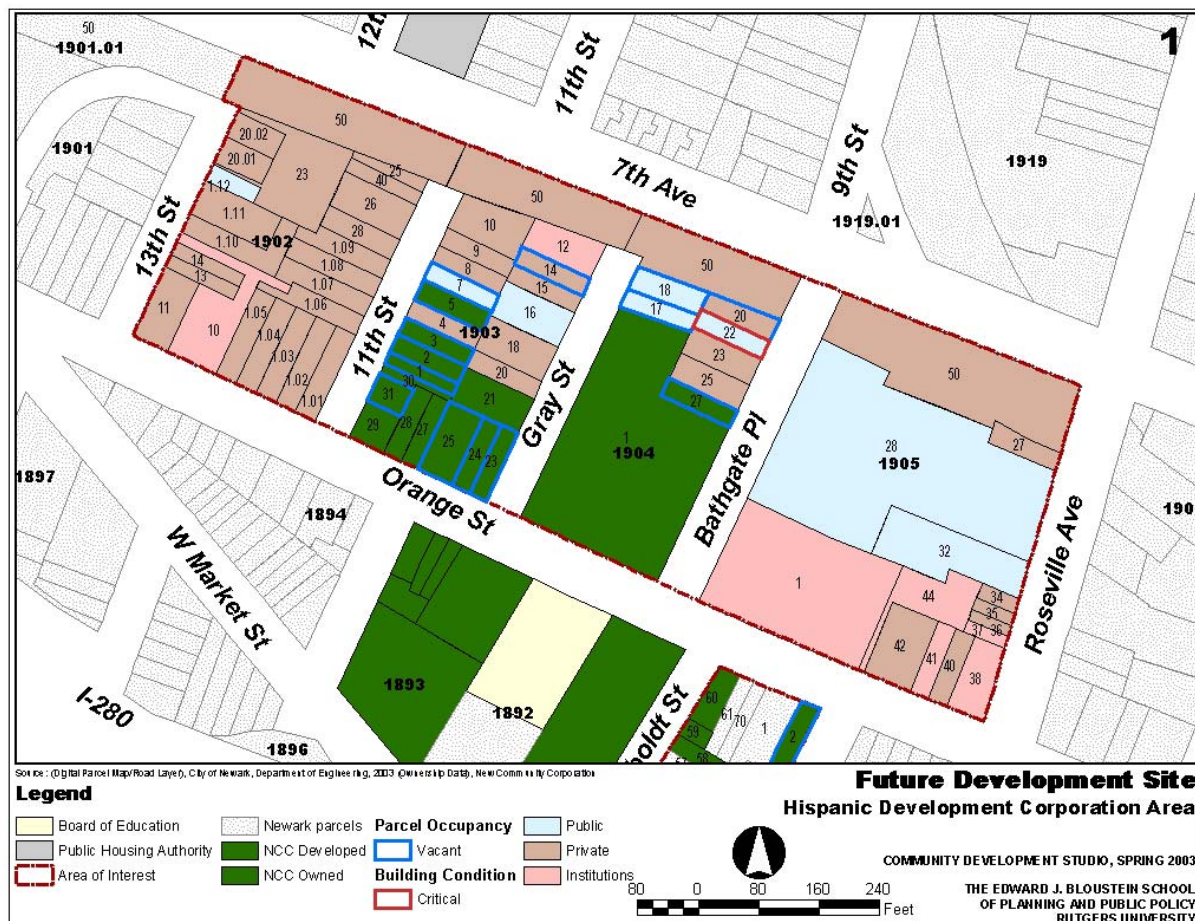 12th
1
50
1901.01
11th St
50
20.02
1901
20.01
25
40
23
7th Ave
9th St
1919
1.12
26
50
10
1919.01
1.11
28
12
1.10
1902
1.09
9
50
14
1.08
8
14
18
13th St
13
1.07
7
15
17
20
1.06
5
16
22
11
10
1.05
4
1903
18
23
50
1.04
3
20
25
1.03
2
21
27
1.02
1
27
1.01
30
11th St
31
Gray St
1
28
29
28
27
25
24
23
1904
1905
Bathgate Pl
1897
Orange St
1894
32
W Market St
1
44
34
35
37
36
42
41
40
38
Roseville Ave
1893
60
61
70
1
2
59
58
I-280
1892
1896
boldt St
190
Source: (Digital Parcel Map/Road Layer), City of Newark, Department of Engineering, 2003 (Ownership Data), New Community Corporation
Future Development Site
Hispanic Development Corporation Area
Legend
Board of Education
Newark parcels
Parcel Occupancy
Public
Public Housing Authority
NCC Developed
Vacant
Private
Area of Interest
NCC Owned
Building Condition
Institutions
Critical
80 0 80 160 240
Feet
COMMUNITY DEVELOPMENT STUDIO, SPRING 2003
THE EDWARD J. BLOUSTEIN SCHOOL
OF PLANNING AND PUBLIC POLICY
RUTGERS UNIVERSITY